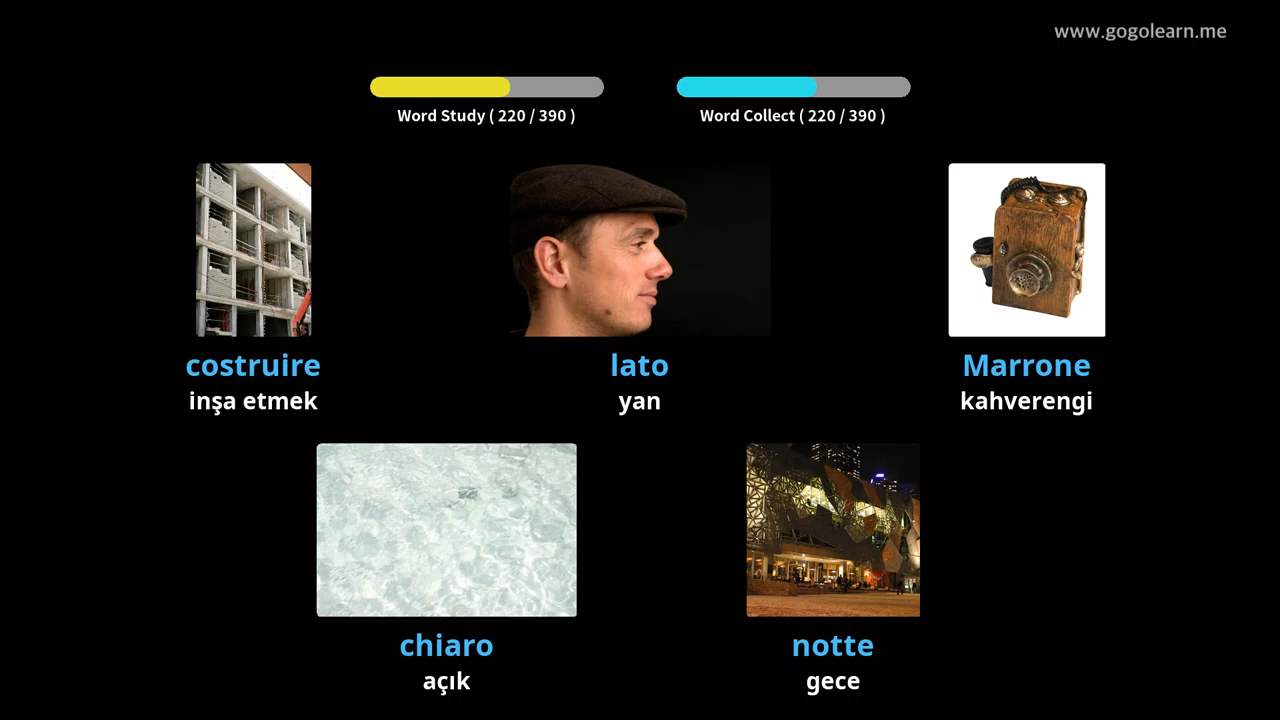 www.gogolearn.me
Word Study ( 220 / 390 )
Word Collect ( 220 / 390 )
costruire
inşa etmek
lato
yan
Marrone
kahverengi
chiaro
açık
notte
gece